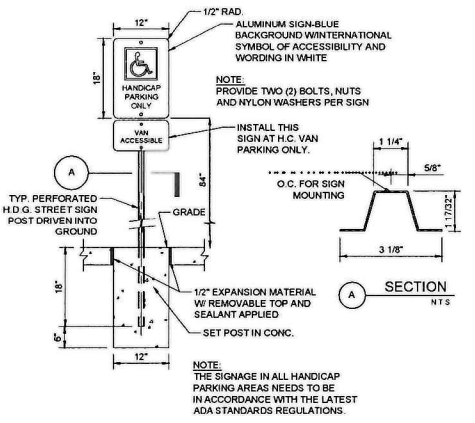 12"
1/2" RAD.
ALUMINUM SIGN-BLUE
BACKGROUND W/INTERNATIONAL
SYMBOL OF ACCESSIBILITY AND
WORDING IN WHITE
18"
HANDICAP
PARKING
ONLY
NOTE:
PROVIDE TWO (2) BOLTS, NUTS
AND NYLON WASHERS PER SIGN
VAN
ACCESSIBLE
INSTALL THIS
SIGN AT H.C. VAN
PARKING ONLY.
A
84"
TYP. PERFORATED
H.D.G. STREET SIGN
POST DRIVEN INTO
GROUND
GRADE
1 1/4"
5/8"
O.C. FOR SIGN
MOUNTING
1 17/32"
3 1/8"
A
SECTION
NTS
18"
1/2" EXPANSION MATERIAL
W/ REMOVABLE TOP AND
SEALANT APPLIED
SET POST IN CONC.
6"
12"
NOTE:
THE SIGNAGE IN ALL HANDICAP
PARKING AREAS NEEDS TO BE
IN ACCORDANCE WITH THE LATEST
ADA STANDARDS REGULATIONS.